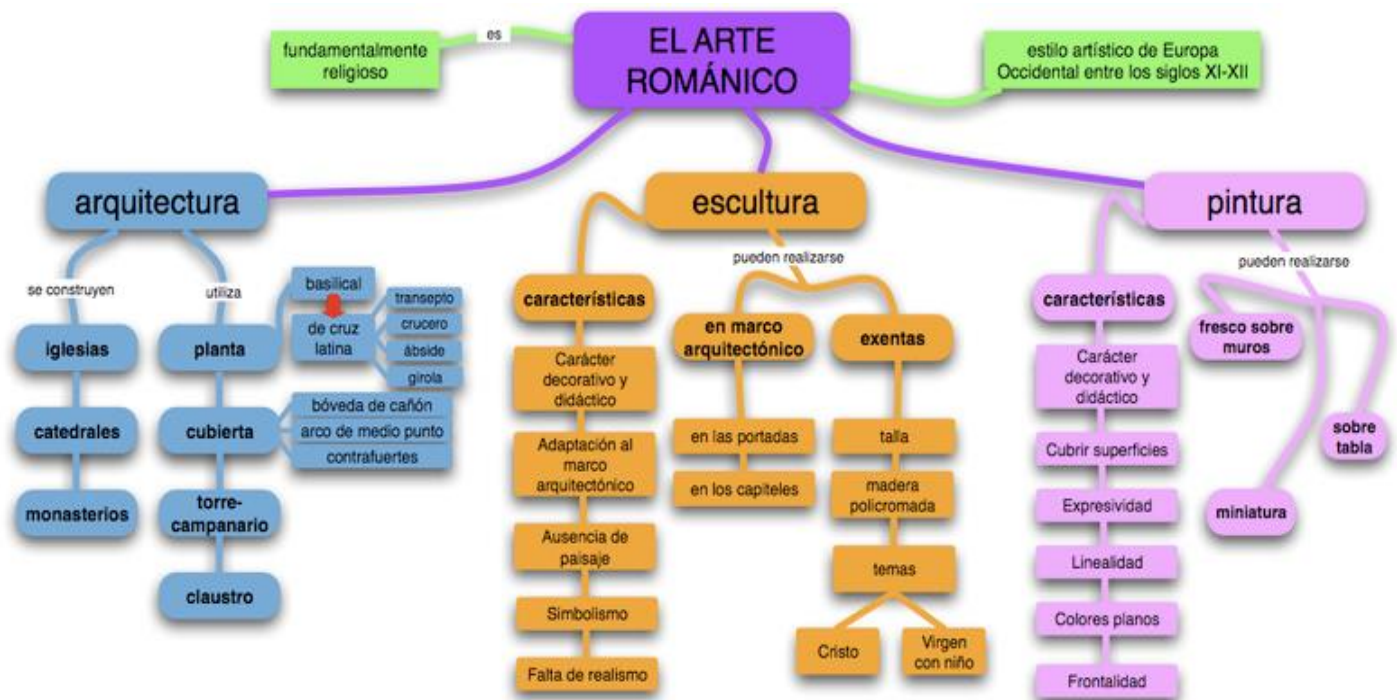 EL ARTE
ROMÁNICO
es
fundamentalmente
religioso
estilo artístico de Europa
Occidental entre los siglos XI-XII
arquitectura
se construyen
iglesias
catedrales
monasterios
utiliza
planta
basilical
de cruz
latina
transepto
crucero
ábside
girola
cubierta
bóveda de cañón
arco de medio punto
contrafuertes
torre-
campanario
claustro
escultura
características
Carácter
decorativo y
didáctico
Adaptación al
marco
arquitectónico
Ausencia de
paisaje
Simbolismo
Falta de realismo
pueden realizarse
en marco
arquitectónico
en las portadas
en los capiteles
exentas
talla
madera
policromada
temas
Cristo
Virgen
con niño
pintura
características
Carácter
decorativo y
didáctico
Cubrir superficies
Expresividad
Linealidad
Colores planos
Frontalidad
pueden realizarse
fresco sobre
muros
miniatura
sobre
tabla